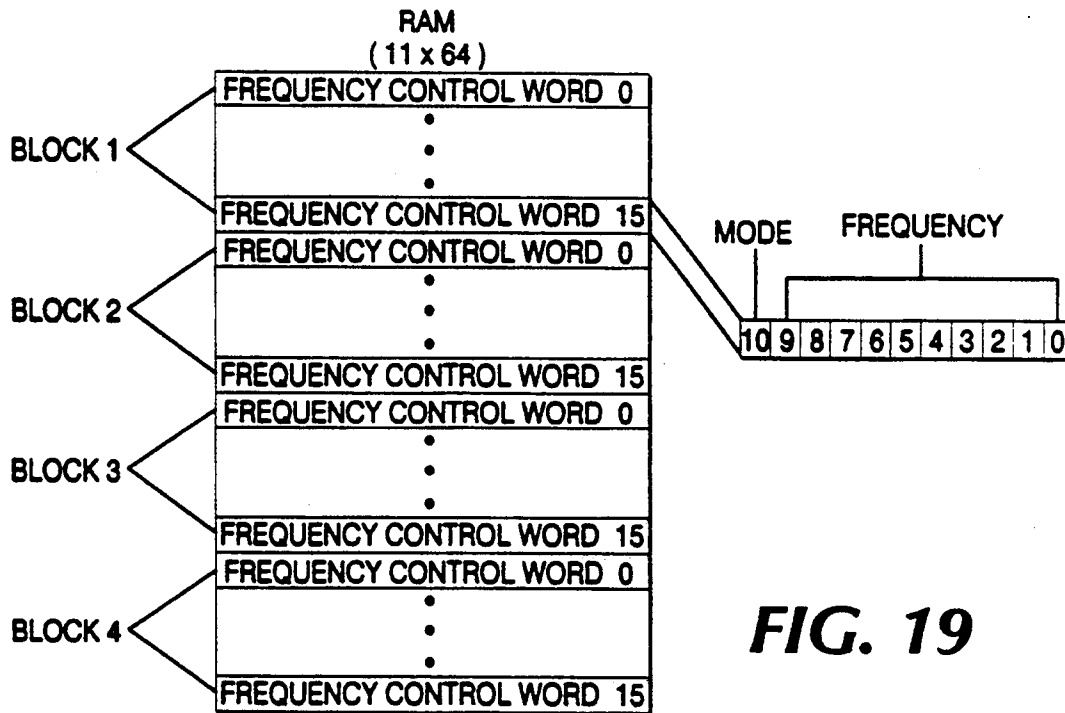 RAM
( 11 x 64 )
FREQUENCY CONTROL WORD 0
BLOCK 1
FREQUENCY CONTROL WORD 15
FREQUENCY CONTROL WORD 0
BLOCK 2
FREQUENCY CONTROL WORD 15
FREQUENCY CONTROL WORD 0
BLOCK 3
FREQUENCY CONTROL WORD 15
FREQUENCY CONTROL WORD 0
BLOCK 4
FREQUENCY CONTROL WORD 15
MODE FREQUENCY
10 9 8 7 6 5 4 3 2 1 0
FIG. 19